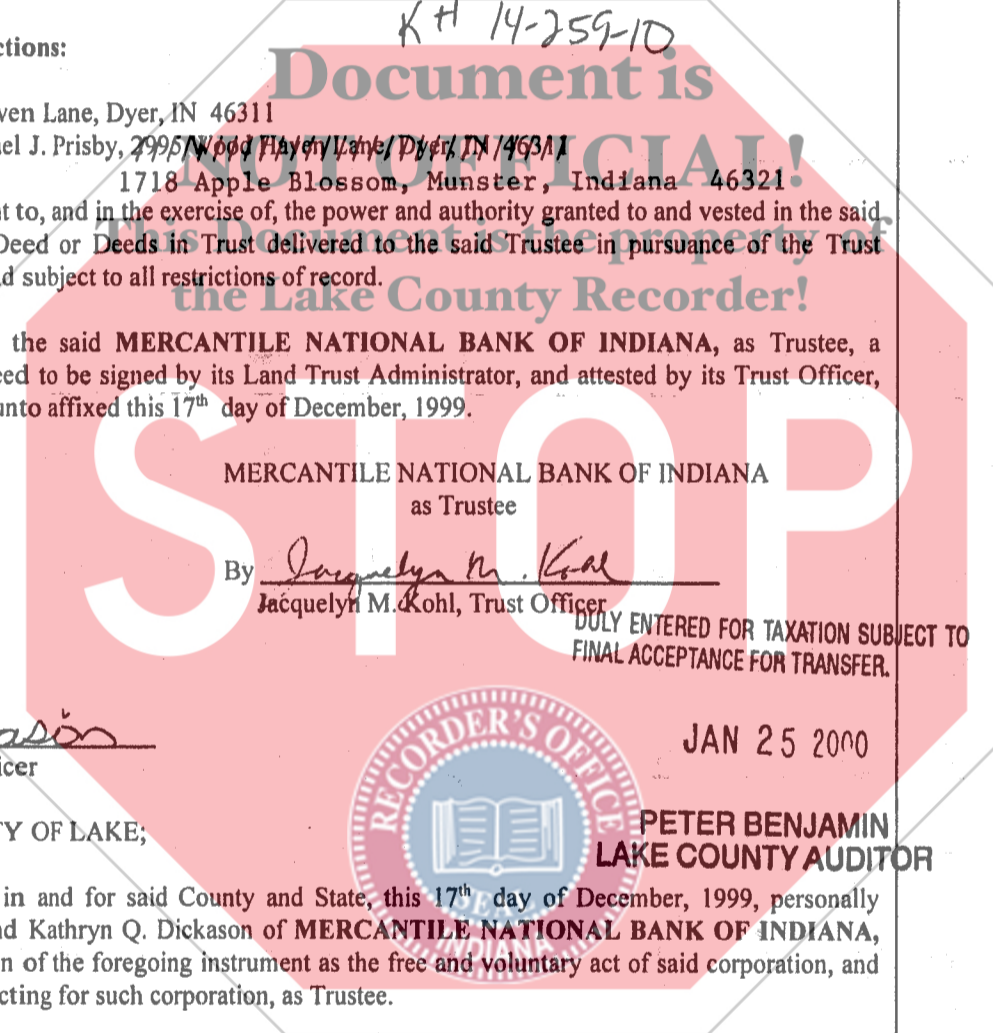 KH 14-259-10
ctions:
Document is
ven Lane, Dyer, IN 46311
el J. Prisby, 2995 Wood Haven Lane, Dyer, IN 46311
NOT OFFICIAL!
1718 Apple Blossom, Munster, Indiana 46321
t to, and in the exercise of, the power and authority granted to and vested in the said
This Document is the property of
Deed or Deeds in Trust delivered to the said Trustee in pursuance of the Trust
d subject to all restrictions of record.
the Lake County Recorder!
the said MERCANTILE NATIONAL BANK OF INDIANA, as Trustee, a
eed to be signed by its Land Trust Administrator, and attested by its Trust Officer,
unto affixed this 17th day of December, 1999.
STOP
MERCANTILE NATIONAL BANK OF INDIANA
as Trustee
By Jacquelyn M. Kohl
Jacquelyn M. Kohl, Trust Officer
DULY ENTERED FOR TAXATION SUBJECT TO
FINAL ACCEPTANCE FOR TRANSFER.
ason
icer
JAN 25 2000
RECORDER'S OFFICE
SEAL
INDIANA
TY OF LAKE;
PETER BENJAMIN
LAKE COUNTY AUDITOR
in and for said County and State, this 17th day of December, 1999, personally
d Kathryn Q. Dickason of MERCANTILE NATIONAL BANK OF INDIANA,
n of the foregoing instrument as the free and voluntary act of said corporation, and
cting for such corporation, as Trustee.